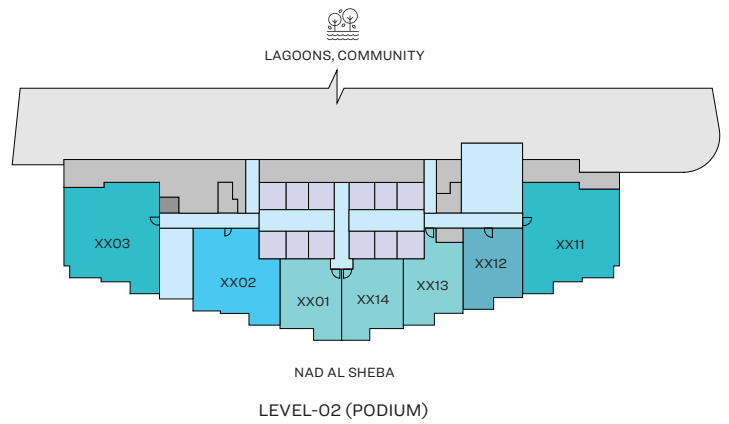 LAGOONS, COMMUNITY
XX03
XX02
XX01
XX14
XX13
XX12
XX11
NAD AL SHEBA
LEVEL-02 (PODIUM)